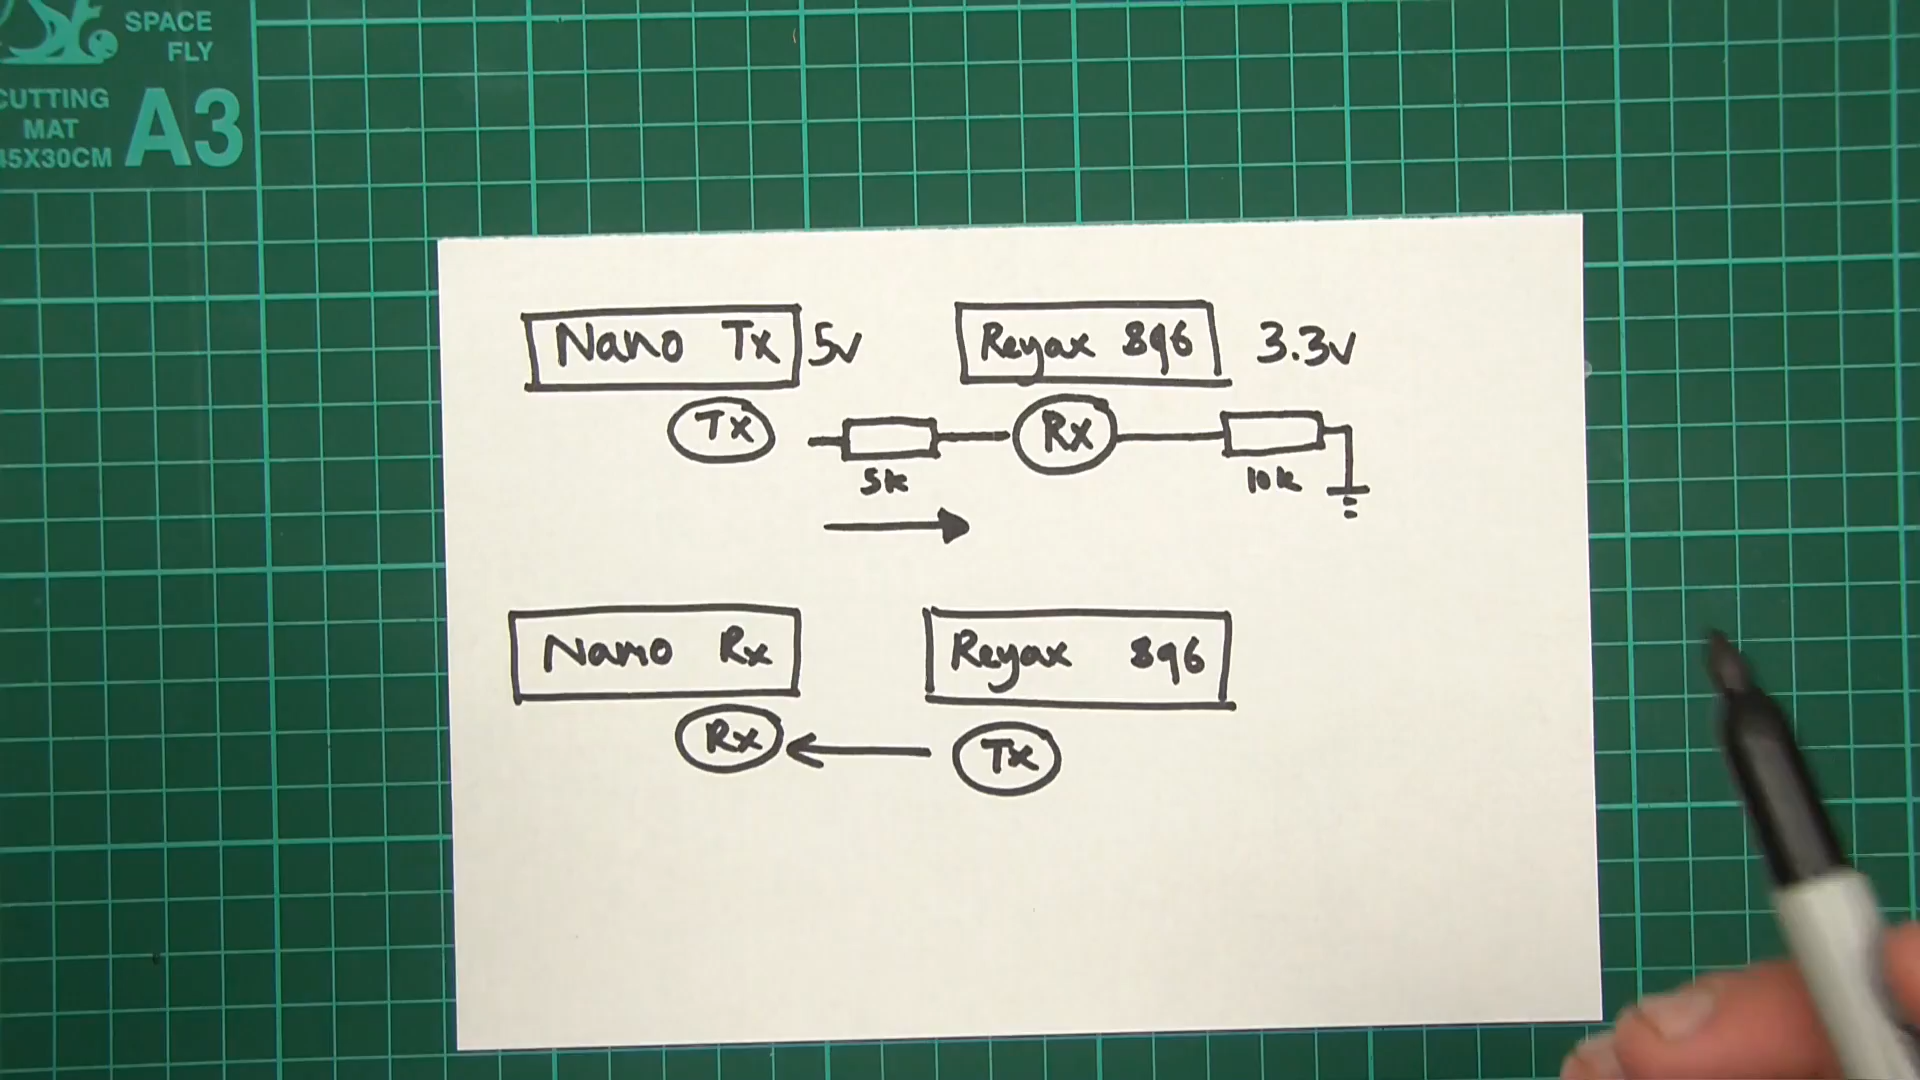 SPACE
FLY
CUTTING
MAT
45X30CM
A3
Nano Tx 5v
Reyax 896 3.3v
Tx
Rx
5k
10k
Nano Rx
Reyax 896
Rx
Tx